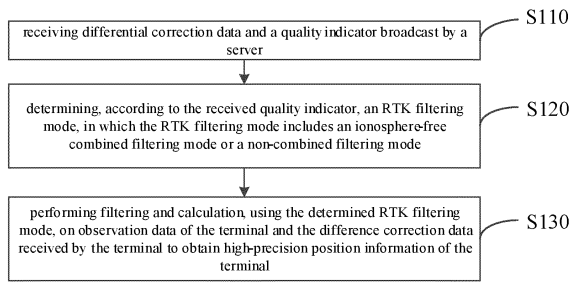 S110
receiving differential correction data and a quality indicator broadcast by a
server
S120
determining, according to the received quality indicator, an RTK filtering
mode, in which the RTK filtering mode includes an ionosphere-free
combined filtering mode or a non-combined filtering mode
S130
performing filtering and calculation, using the determined RTK filtering
mode, on observation data of the terminal and the difference correction data
received by the terminal to obtain high-precision position information of the
terminal